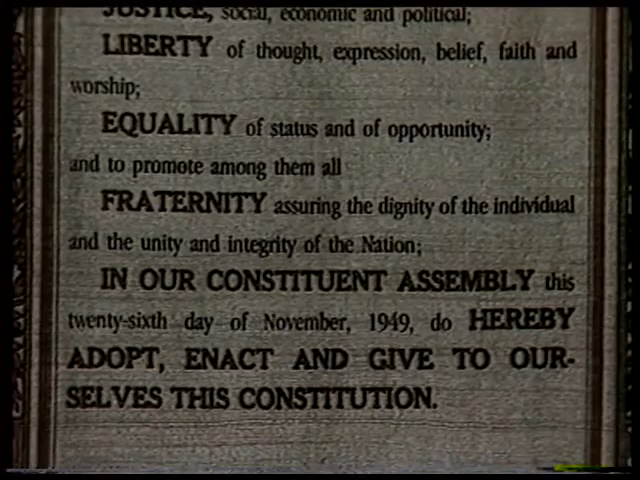 JUSTICE, social, economic and political;
LIBERTY of thought, expression, belief, faith and
worship;
EQUALITY of status and of opportunity;
and to promote among them all
FRATERNITY assuring the dignity of the individual
and the unity and integrity of the Nation;
IN OUR CONSTITUENT ASSEMBLY this
twenty-sixth day of November, 1949, do HEREBY
ADOPT, ENACT AND GIVE TO OUR-
SELVES THIS CONSTITUTION.